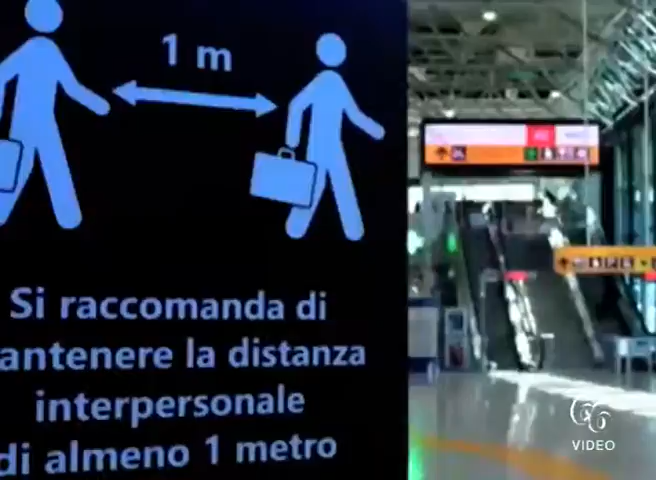 1 m
Si raccomanda di
antenere la distanza
interpersonale
di almeno 1 metro
VIDEO